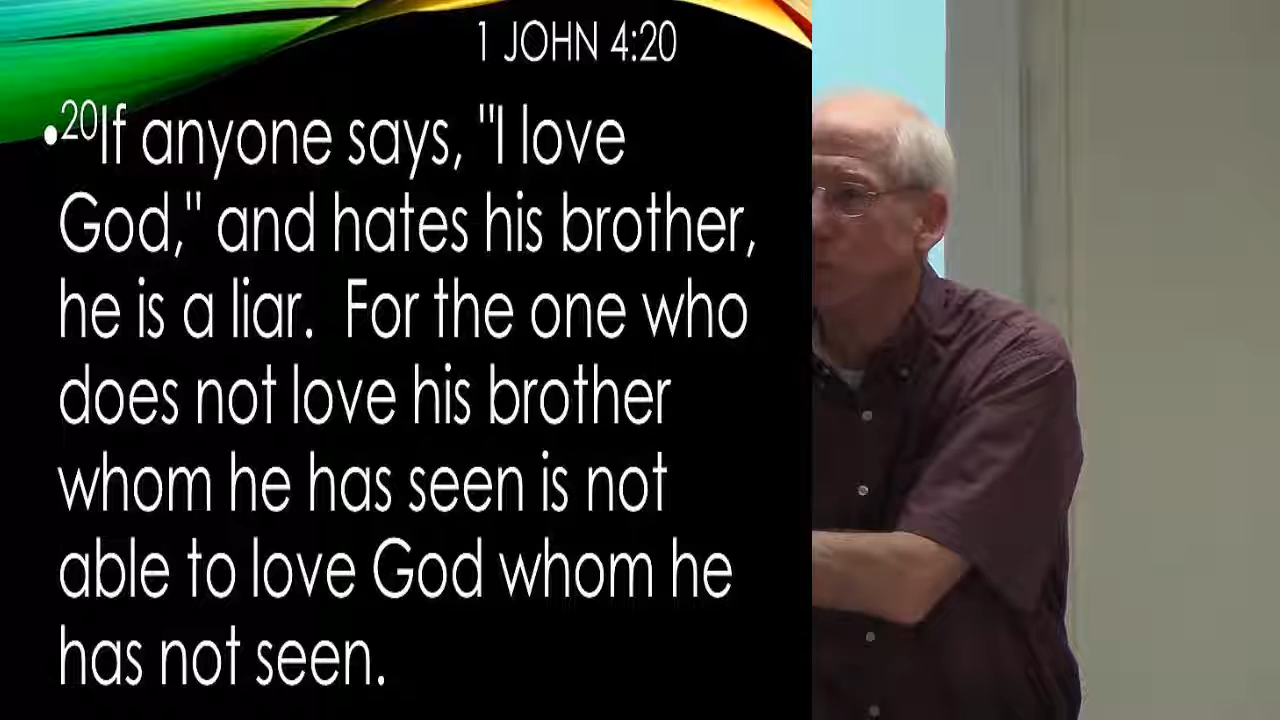 1 JOHN 4:20
•20If anyone says, "I love
God," and hates his brother,
he is a liar.  For the one who
does not love his brother
whom he has seen is not
able to love God whom he
has not seen.